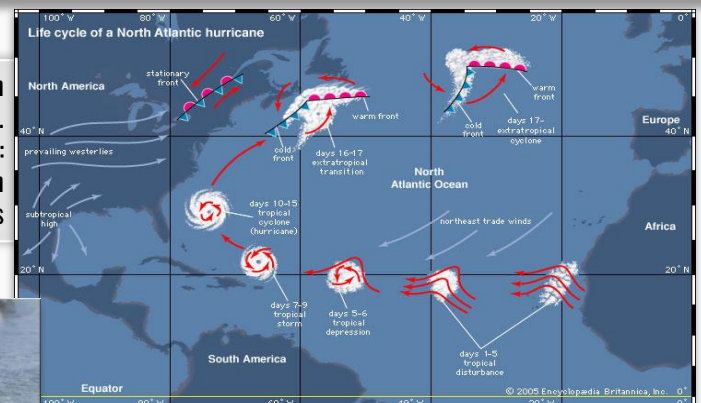 100° W
80° W
60° W
40° W
20° W
0°
Life cycle of a North Atlantic hurricane
North America
stationary
front
warm
front
warm front
cold
front
days 17–
extratropical
cyclone
Europe
40° N
40° N
prevailing westerlies
cold
front
days 16-17
extratropical
transition
North
Atlantic Ocean
days 10-15
tropical
cyclone
(hurricane)
subtropical
high
northeast trade winds
Africa
20° N
20° N
days 7-9
tropical
storm
days 5-6
tropical
depression
days 1-5
tropical
disturbance
South America
Equator
© 2005 Encyclopædia Britannica, Inc.
0°